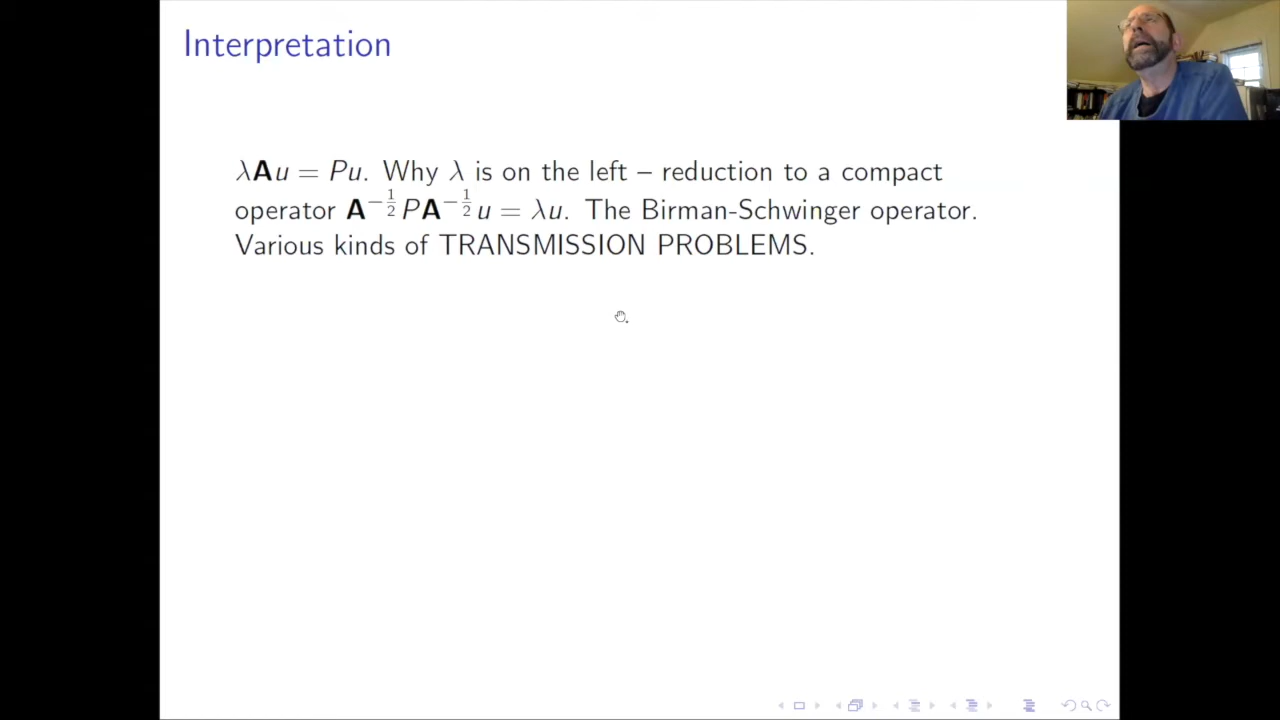 Interpretation
λAu = Pu. Why λ is on the left – reduction to a compact
operator A^{-1/2}PA^{-1/2}u = λu. The Birman-Schwinger operator.
Various kinds of TRANSMISSION PROBLEMS.